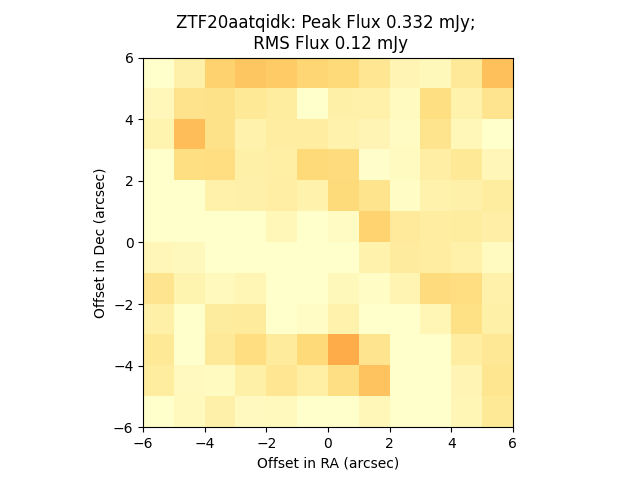 ZTF20aatqidk: Peak Flux 0.332 mJy;
RMS Flux 0.12 mJy
6
4
2
0
−2
−4
−6
Offset in Dec (arcsec)
−6 −4 −2 0 2 4 6
Offset in RA (arcsec)